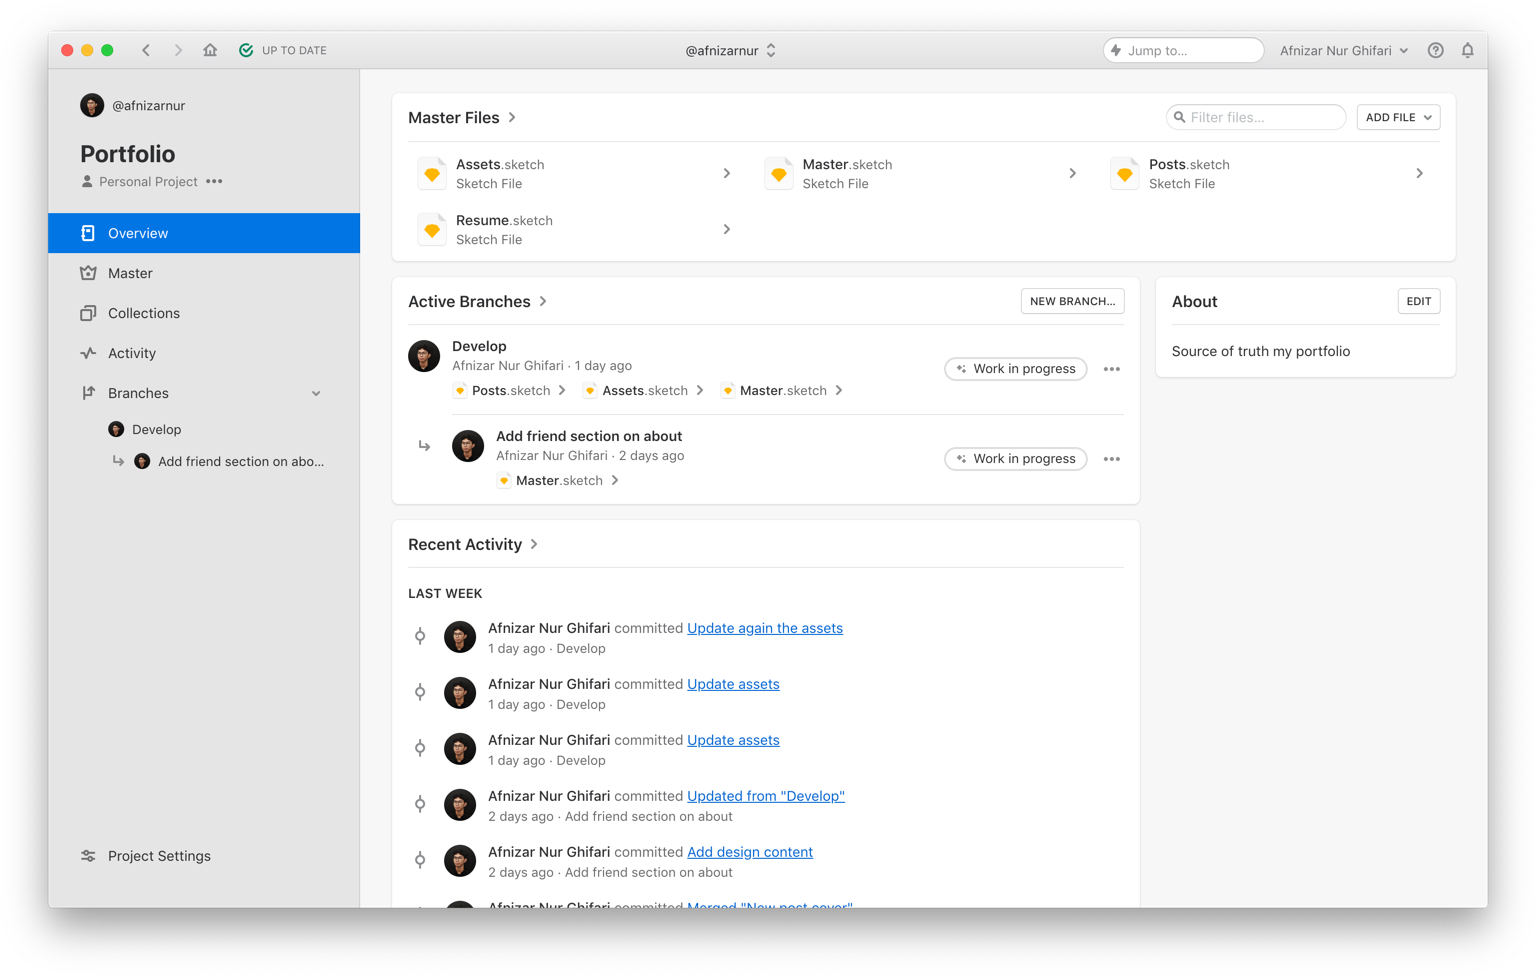 UP TO DATE
@afnizarnur
Jump to...
Afnizar Nur Ghifari
@afnizarnur
Portfolio
Personal Project
Overview
Master
Collections
Activity
Branches
Develop
Add friend section on abo...
Project Settings
Master Files
Filter files...
ADD FILE
Assets.sketch
Sketch File
Master.sketch
Sketch File
Posts.sketch
Sketch File
Resume.sketch
Sketch File
Active Branches
NEW BRANCH...
Develop
Afnizar Nur Ghifari · 1 day ago
Posts.sketch Assets.sketch Master.sketch
Work in progress
Add friend section on about
Afnizar Nur Ghifari · 2 days ago
Master.sketch
Work in progress
About
EDIT
Source of truth my portfolio
Recent Activity
LAST WEEK
Afnizar Nur Ghifari committed Update again the assets
1 day ago · Develop
Afnizar Nur Ghifari committed Update assets
1 day ago · Develop
Afnizar Nur Ghifari committed Update assets
1 day ago · Develop
Afnizar Nur Ghifari committed Updated from "Develop"
2 days ago · Add friend section on about
Afnizar Nur Ghifari committed Add design content
2 days ago · Add friend section on about
Afnizar Nur Ghifari committed Merged "New post cover"